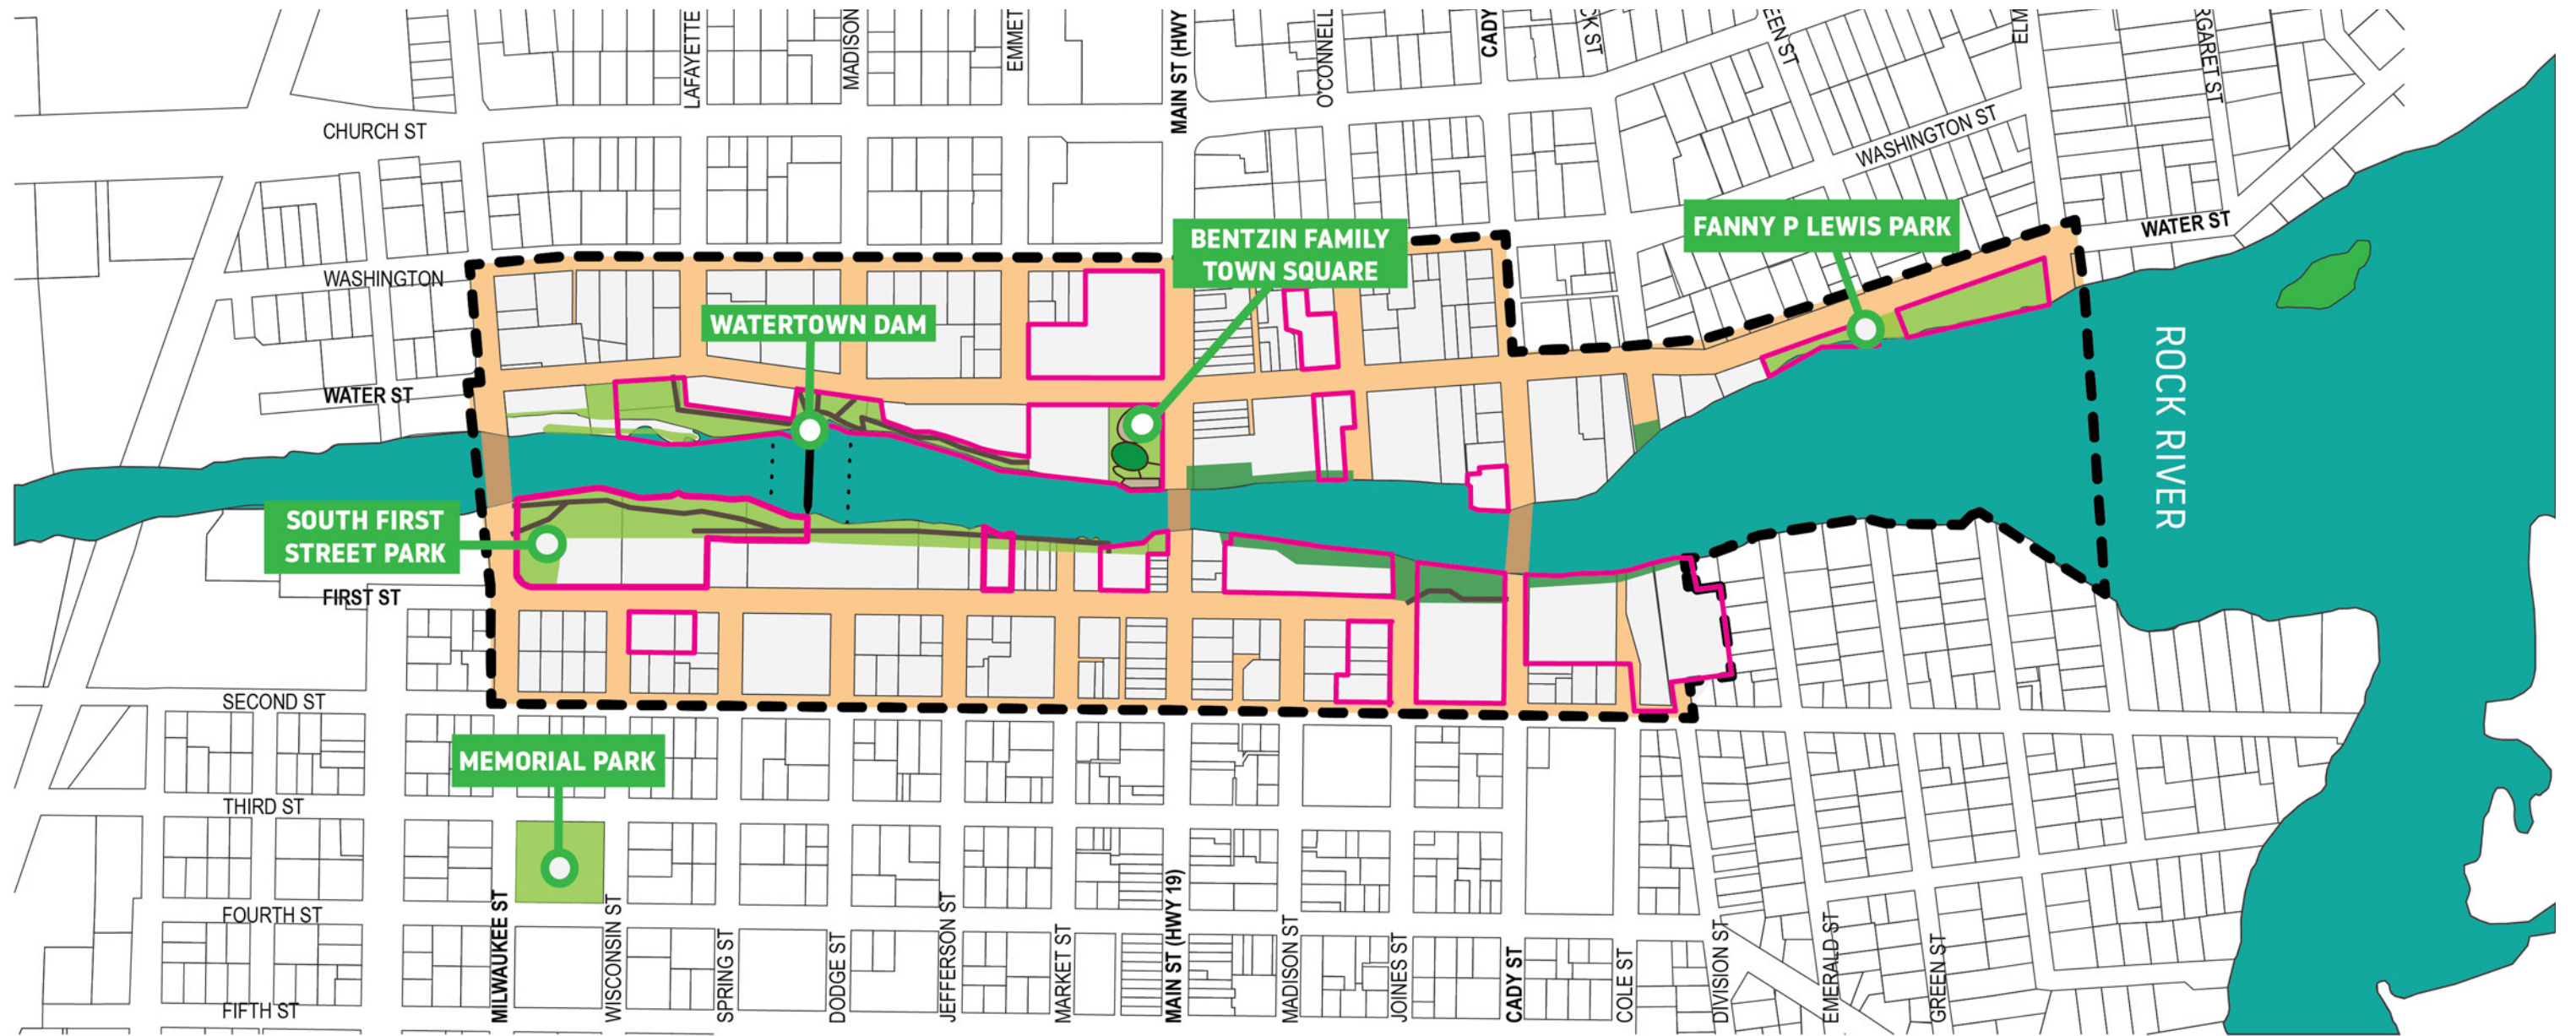 LAFAYETTE
MADISON
EMMET
MAIN ST (HWY
O'CONNELL
CADY
CK ST
EEN ST
ELM
RGARET ST
CHURCH ST
WASHINGTON ST
FANNY P LEWIS PARK
WATER ST
BENTZIN FAMILY
TOWN SQUARE
WASHINGTON
WATERTOWN DAM
WATER ST
ROCK RIVER
SOUTH FIRST
STREET PARK
FIRST ST
SECOND ST
MEMORIAL PARK
THIRD ST
FOURTH ST
FIFTH ST
MILWAUKEE ST
WISCONSIN ST
SPRING ST
DODGE ST
JEFFERSON ST
MARKET ST
MAIN ST (HWY 19)
MADISON ST
JOINES ST
CADY ST
COLE ST
DIVISION ST
EMERALD ST
GREEN ST